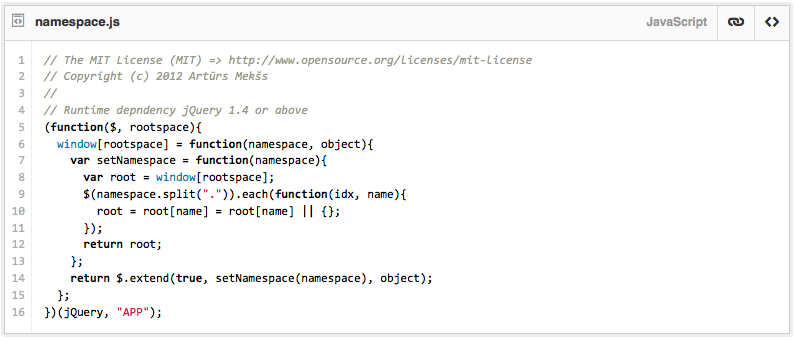 namespace.js JavaScript
1 // The MIT License (MIT) => http://www.opensource.org/licenses/mit-license
2 // Copyright (c) 2012 Artūrs Mekšs
3 //
4 // Runtime depndency jQuery 1.4 or above
5 (function($, rootspace){
6   window[rootspace] = function(namespace, object){
7     var setNamespace = function(namespace){
8       var root = window[rootspace];
9       $(namespace.split(".")).each(function(idx, name){
10         root = root[name] = root[name] || {};
11       });
12       return root;
13     };
14     return $.extend(true, setNamespace(namespace), object);
15   };
16 })(jQuery, "APP");